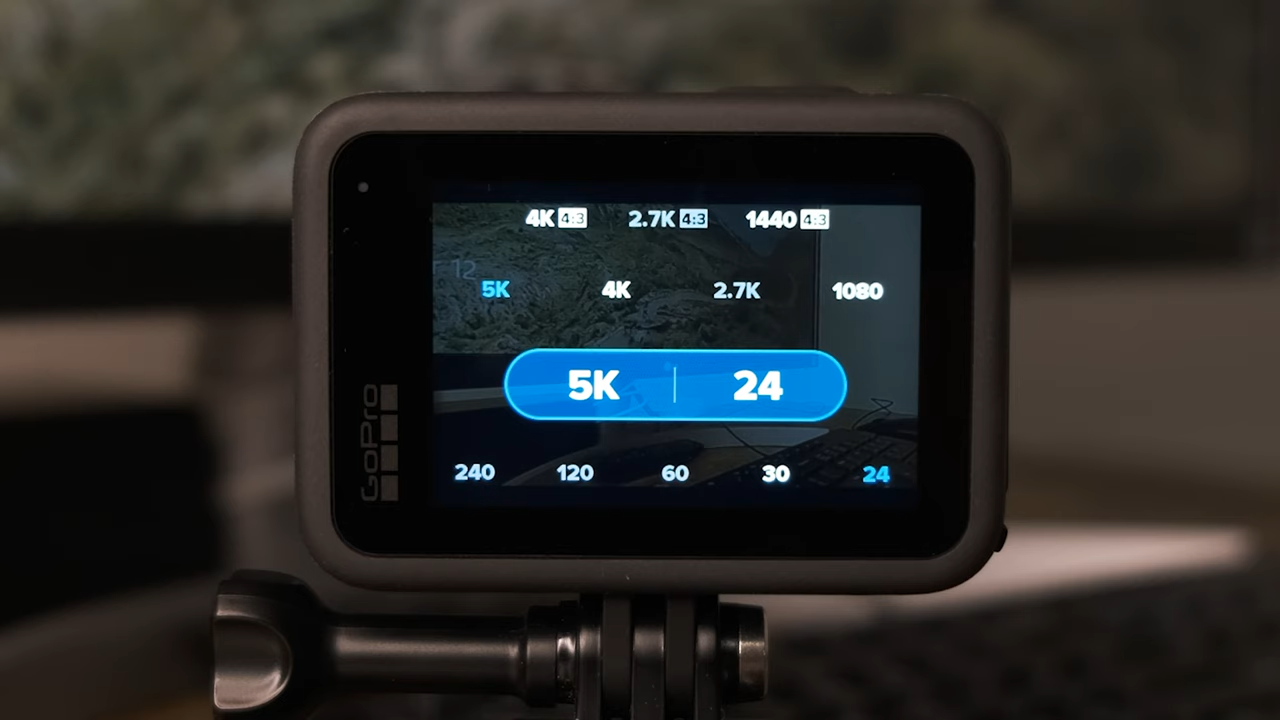 4K 4:3 2.7K 4:3 1440 4:3
12
5K 4K 2.7K 1080
5K | 24
240 120 60 30 24
GoPro